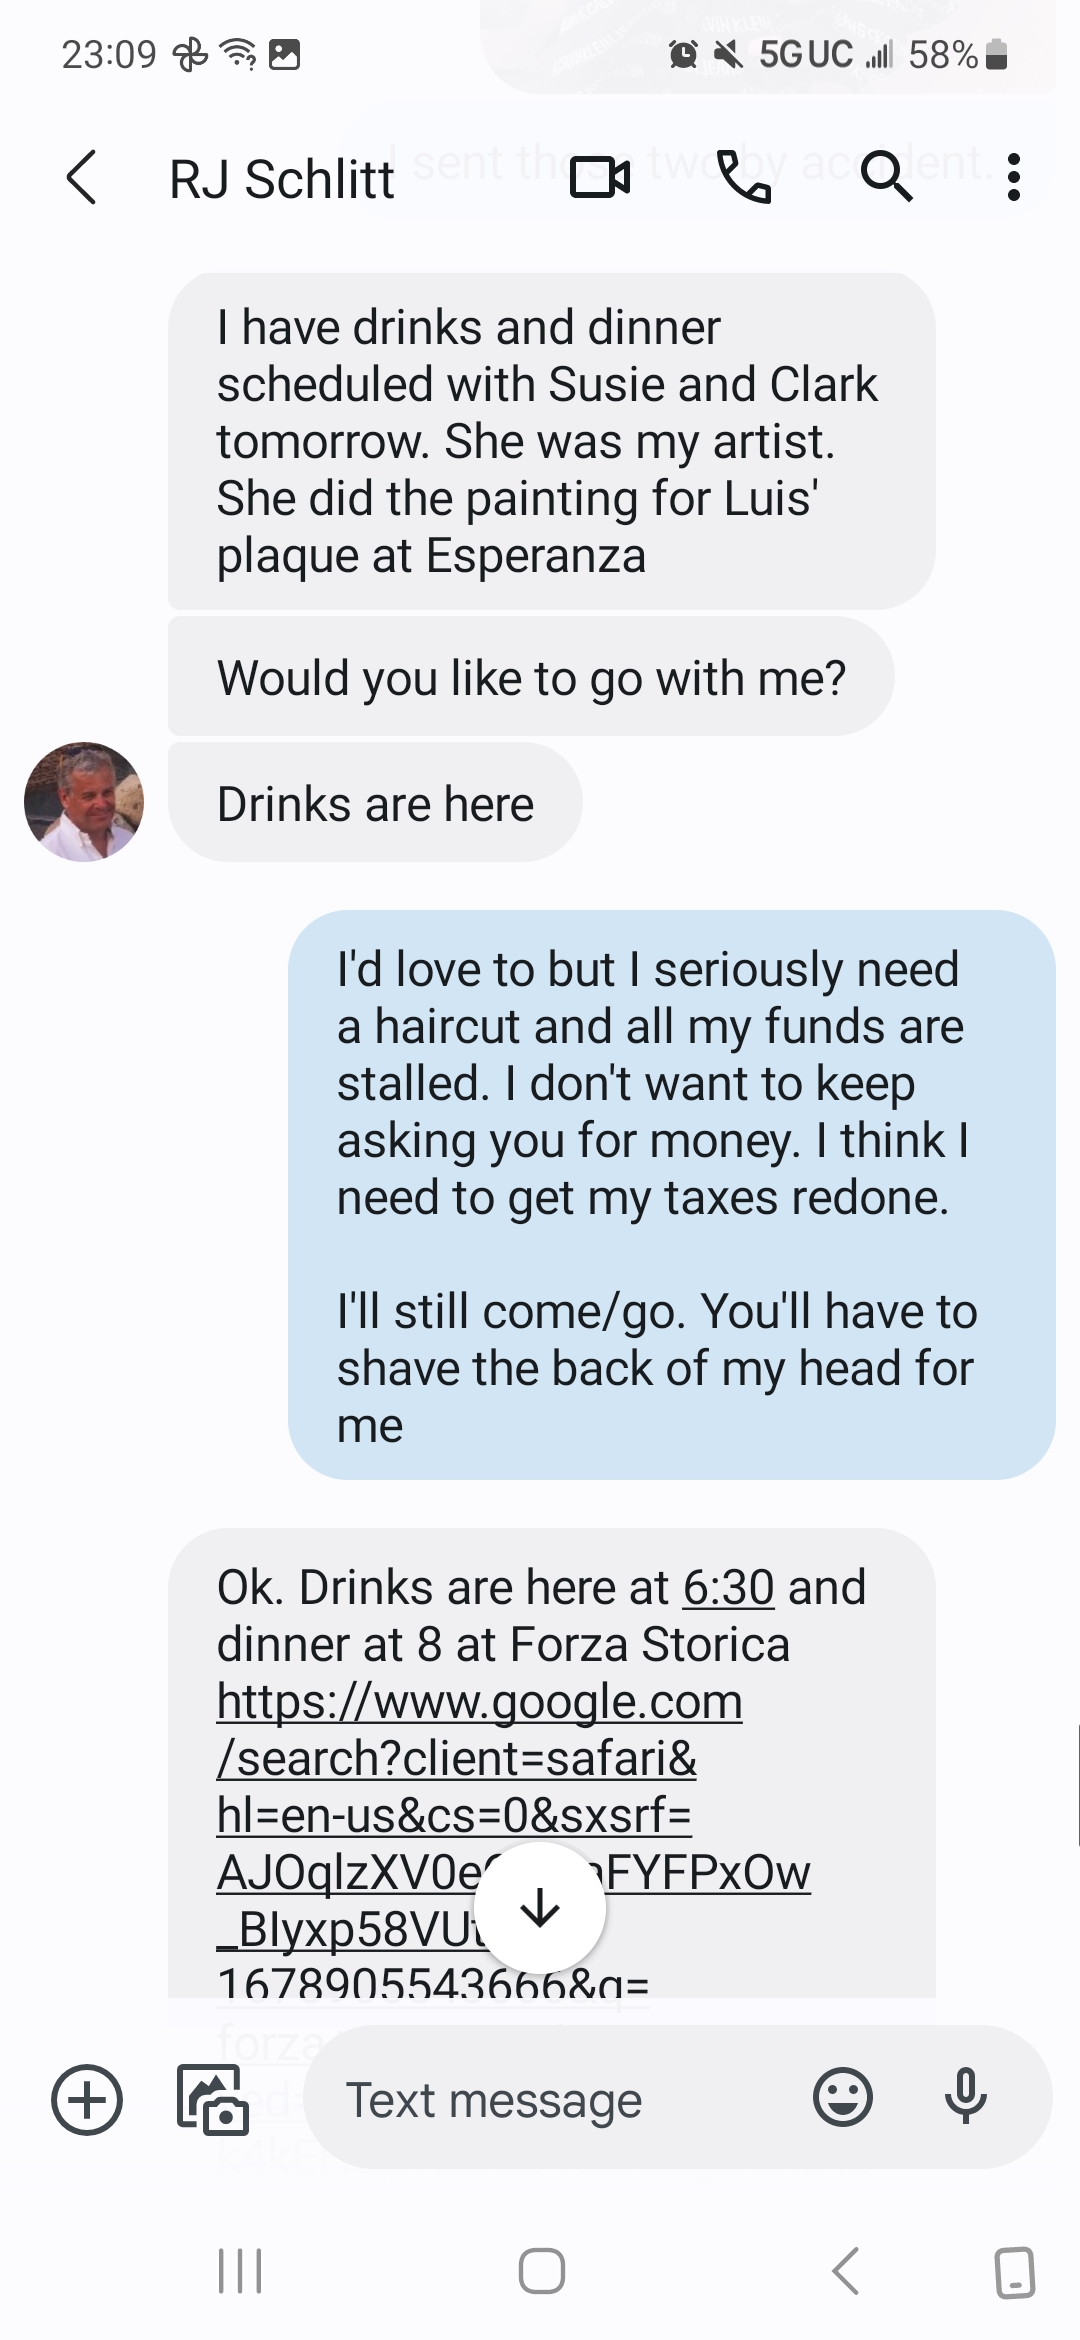 23:09
5G UC 58%
I sent those two by accident.
RJ Schlitt
I have drinks and dinner
scheduled with Susie and Clark
tomorrow. She was my artist.
She did the painting for Luis'
plaque at Esperanza
Would you like to go with me?
Drinks are here
I'd love to but I seriously need
a haircut and all my funds are
stalled. I don't want to keep
asking you for money. I think I
need to get my taxes redone.
I'll still come/go. You'll have to
shave the back of my head for
me
Ok. Drinks are here at 6:30 and
dinner at 8 at Forza Storica
https://www.google.com
/search?client=safari&
hl=en-us&cs=0&sxsrf=
AJOqlzXV0e FYFPxOw
_BIyxp58VU
1678905543666&q=
forza
Text message